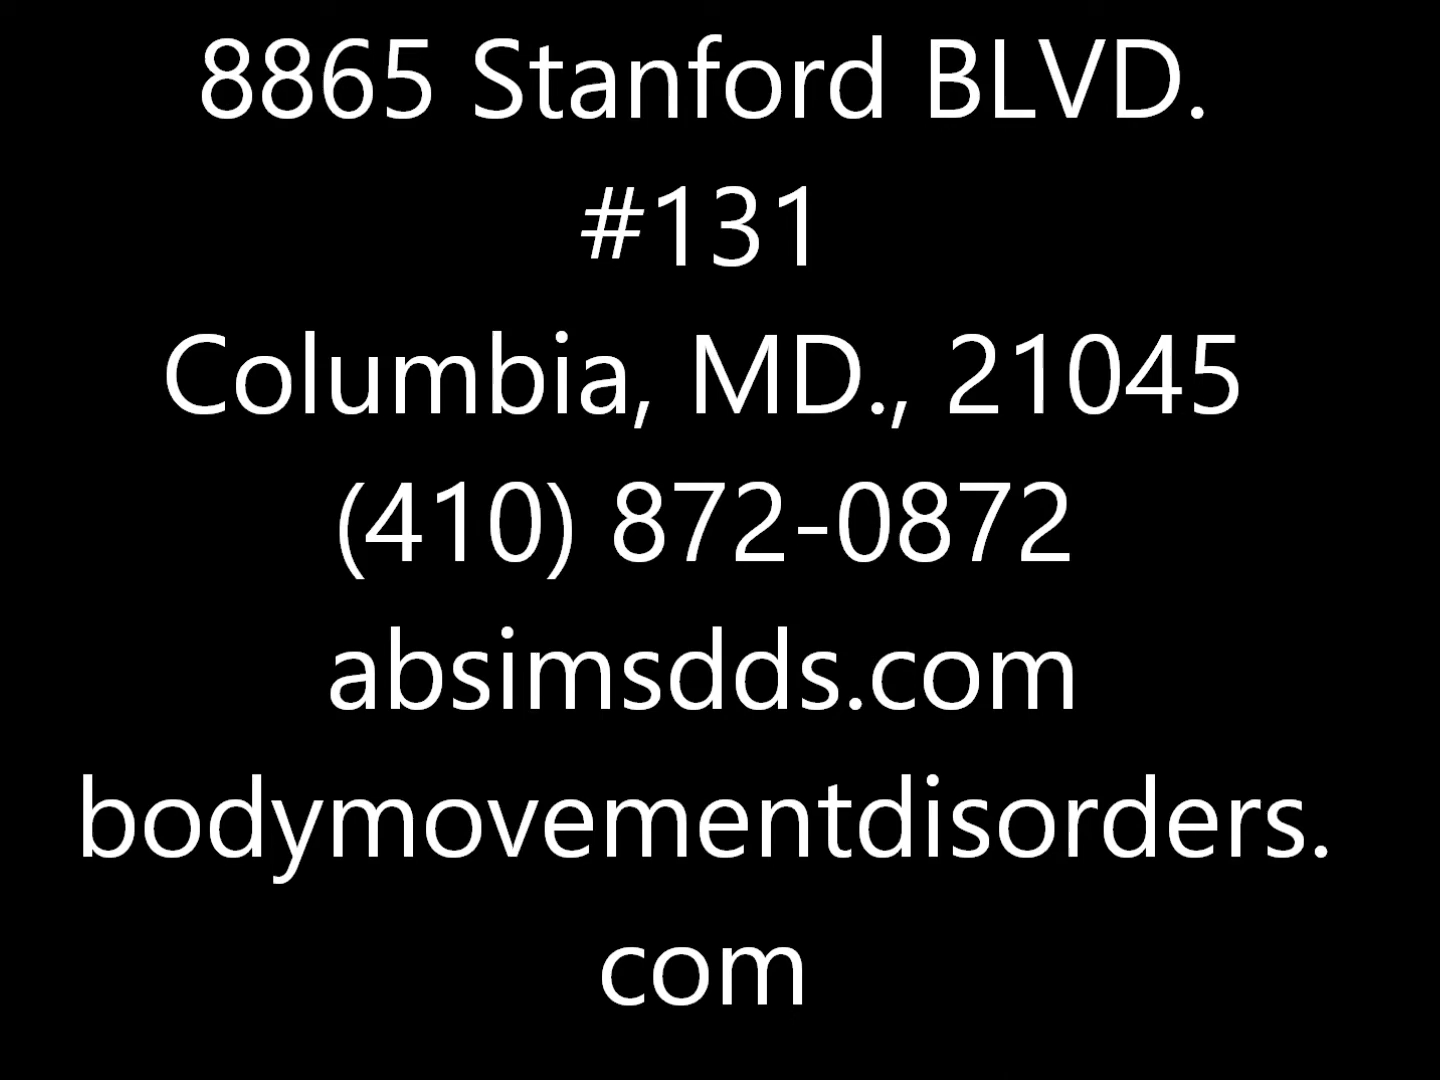 8865 Stanford BLVD.
#131
Columbia, MD., 21045
(410) 872-0872
absimsdds.com
bodymovementdisorders.
com